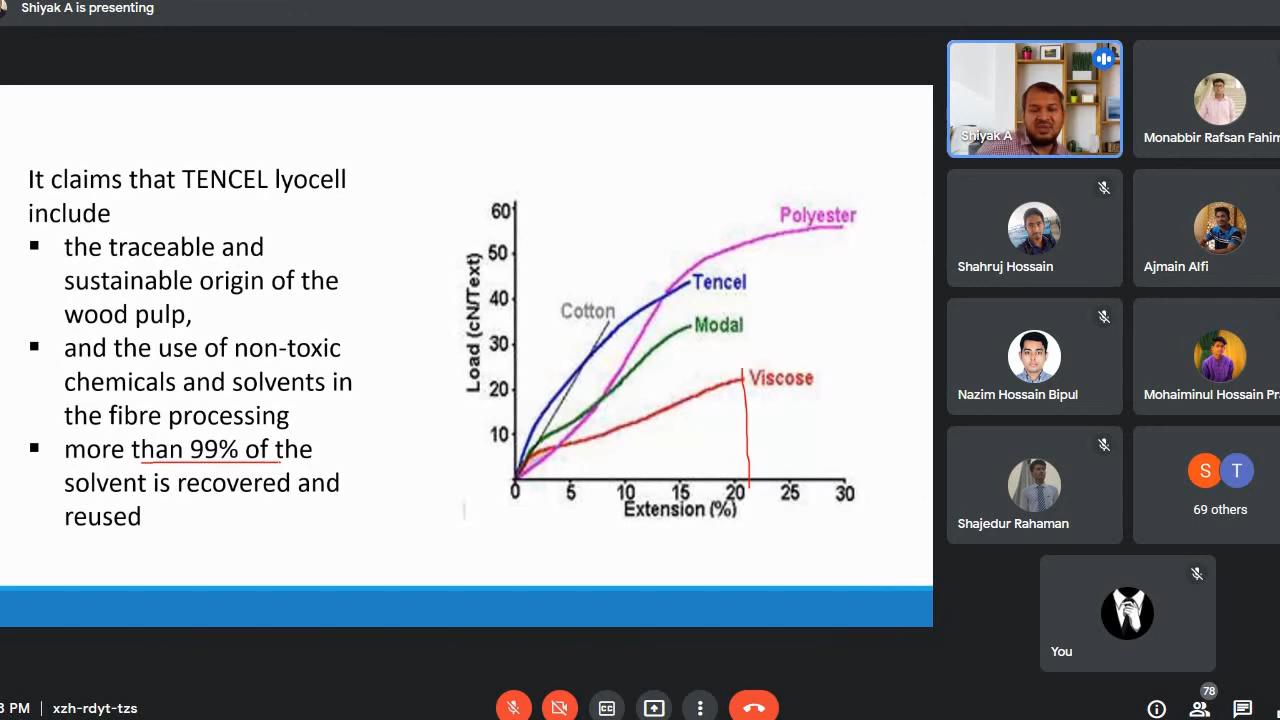 Shiyak A is presenting
It claims that TENCEL lyocell
include
▪ the traceable and
sustainable origin of the
wood pulp,
▪ and the use of non-toxic
chemicals and solvents in
the fibre processing
▪ more than 99% of the
solvent is recovered and
reused
Load (cN/Text)
60
50
40
30
20
10
0 5 10 15 20 25 30
Extension (%)
Polyester
Tencel
Cotton
Modal
Viscose
Shiyak A
Monabbir Rafsan Fahim
Shahruj Hossain
Ajmain Alfi
Nazim Hossain Bipul
Mohaiminul Hossain Pr
Shajedur Rahaman
S T
69 others
You
PM | xzh-rdyt-tzs
CC
78